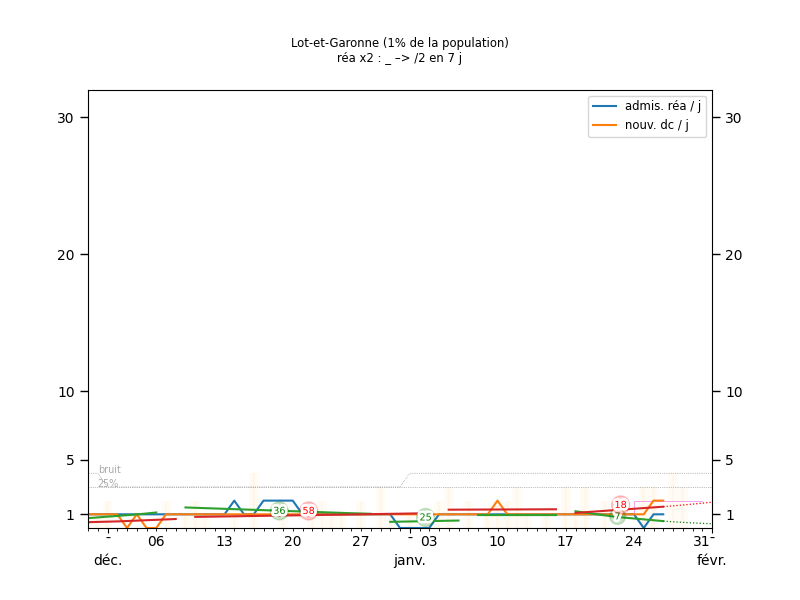 Lot-et-Garonne (1% de la population)
réa x2 : _ –> /2 en 7 j
admis. réa / j
nouv. dc / j
30 30
20 20
10 10
5 5
1 1
bruit
25%
36 58 25 18 7
- 06 13 20 27 - 03 10 17 24 31 -
déc. janv. févr.